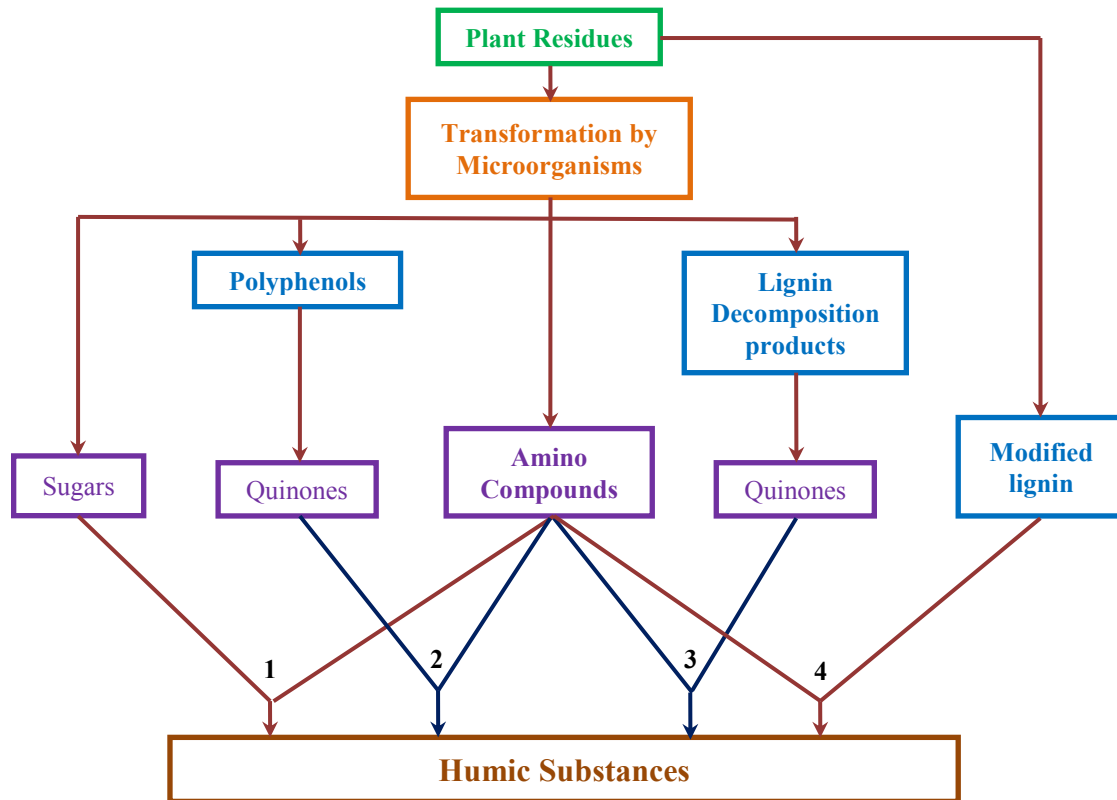 Plant Residues
Transformation by
Microorganisms
Polyphenols
Lignin
Decomposition
products
Sugars
Quinones
Amino
Compounds
Quinones
Modified
lignin
1
2
3
4
Humic Substances